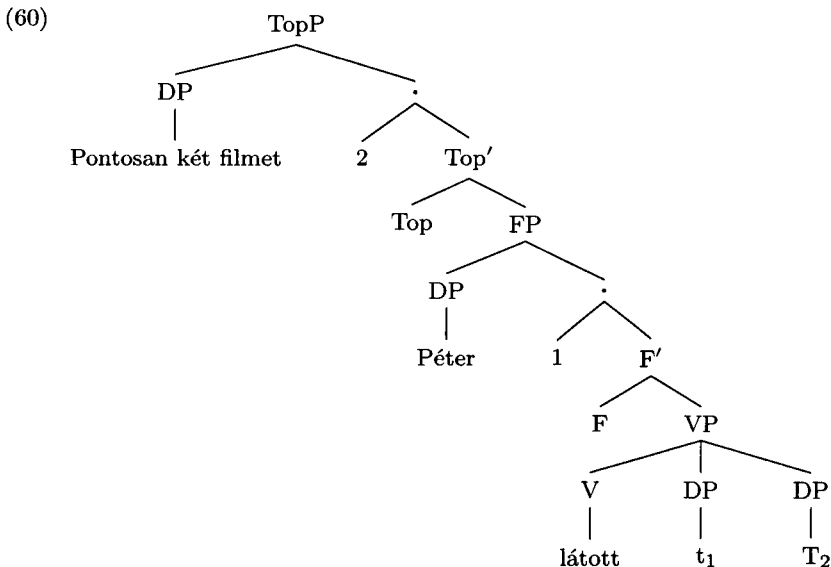 (60) TopP
DP .
Pontosan két filmet 2 Top′
Top FP
DP .
Péter 1 F′
F VP
V DP DP
látott t₁ T₂